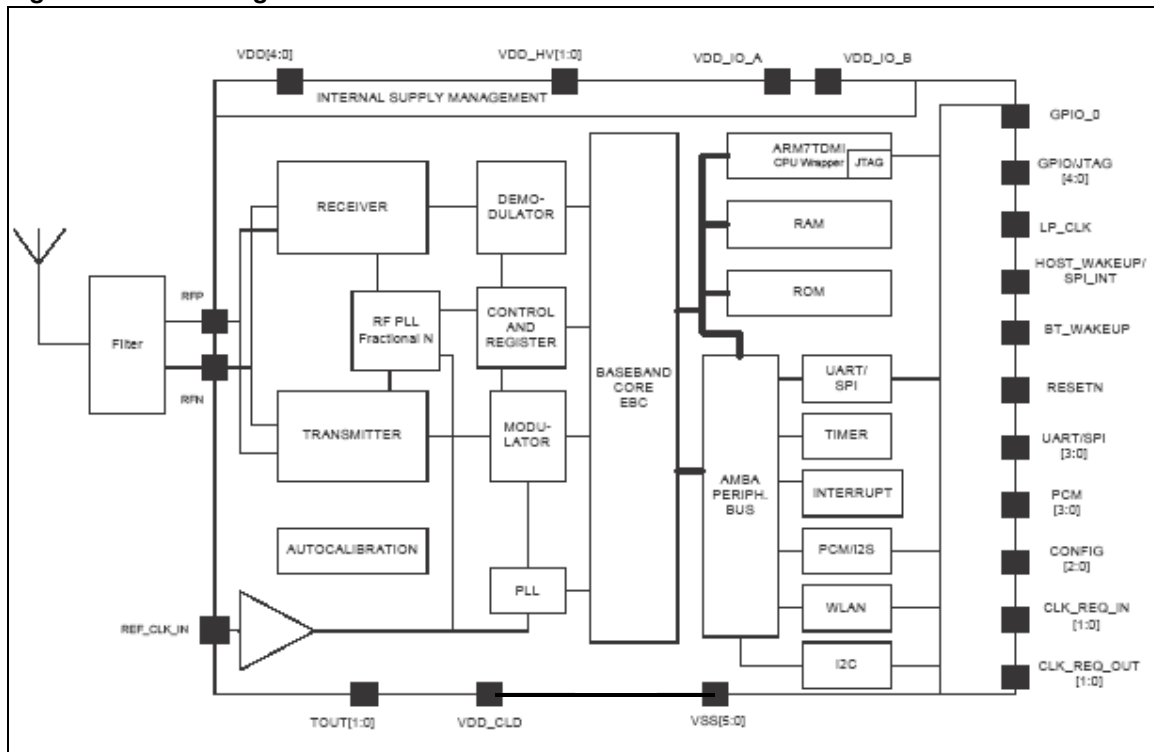 VDD[4:0]
VDD_HV[1:0]
VDD_IO_A
VDD_IO_B
INTERNAL SUPPLY MANAGEMENT
GPIO_0
ARM7TDMI
CPU Wrapper
JTAG
GPIO/JTAG
[4:0]
RECEIVER
DEMO-
DULATOR
RAM
LP_CLK
HOST_WAKEUP/
SPI_INT
ROM
RFP
RF PLL
Fractional N
CONTROL
AND
REGISTER
BT_WAKEUP
Filter
BASEBAND
CORE
EBC
UART/
SPI
RESETN
RFN
TRANSMITTER
MODU-
LATOR
TIMER
UART/SPI
[3:0]
AMBA
PERIPH.
BUS
INTERRUPT
PCM
[3:0]
AUTOCALIBRATION
PCM/I2S
CONFIG
[2:0]
PLL
WLAN
CLK_REQ_IN
[1:0]
REF_CLK_IN
I2C
CLK_REQ_OUT
[1:0]
TOUT[1:0]
VDD_CLD
VSS[5:0]